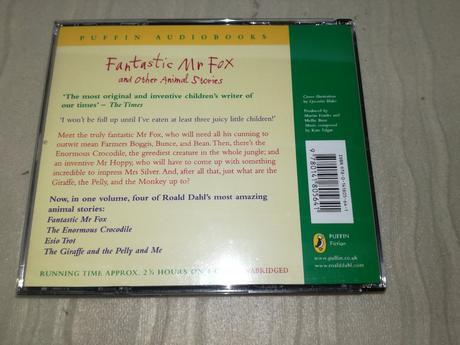 PUFFIN AUDIOBOOKS
Fantastic Mr Fox
and Other Animal Stories
'The most original and inventive children's writer of
our times' – The Times
'I won't be full up until I've eaten at least three juicy little children!'
Meet the truly fantastic Mr Fox, who will need all his cunning to
outwit mean Farmers Boggis, Bunce, and Bean. Then, there's the
Enormous Crocodile, the greediest creature in the whole jungle; and
an inventive Mr Hoppy, who will have to come up with something
incredible to impress Mrs Silver. And, after all that, just what are the
Giraffe, the Pelly, and the Monkey up to?
Now, in one volume, four of Roald Dahl's most amazing
animal stories:
Fantastic Mr Fox
The Enormous Crocodile
Esio Trot
The Giraffe and the Pelly and Me
RUNNING TIME APPROX. 2½ HOURS ON
Cover illustration
by Quentin Blake
Produced by
Music composed
by Kate Edgar
9 780141 805641
PUFFIN
Fiction
www.puffin.co.uk
www.roalddahl.com